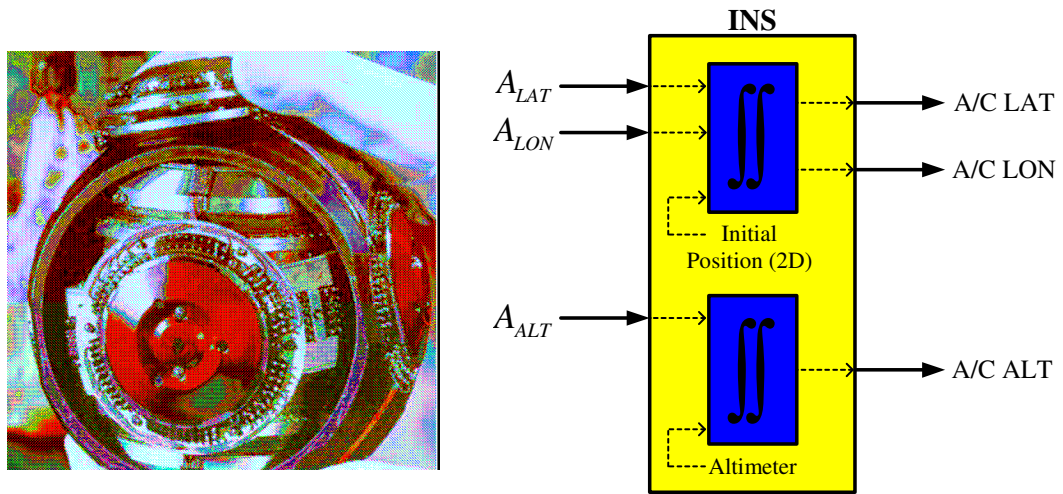 INS
A_LAT
A_LON
A/C LAT
A/C LON
Initial
Position (2D)
A_ALT
A/C ALT
Altimeter